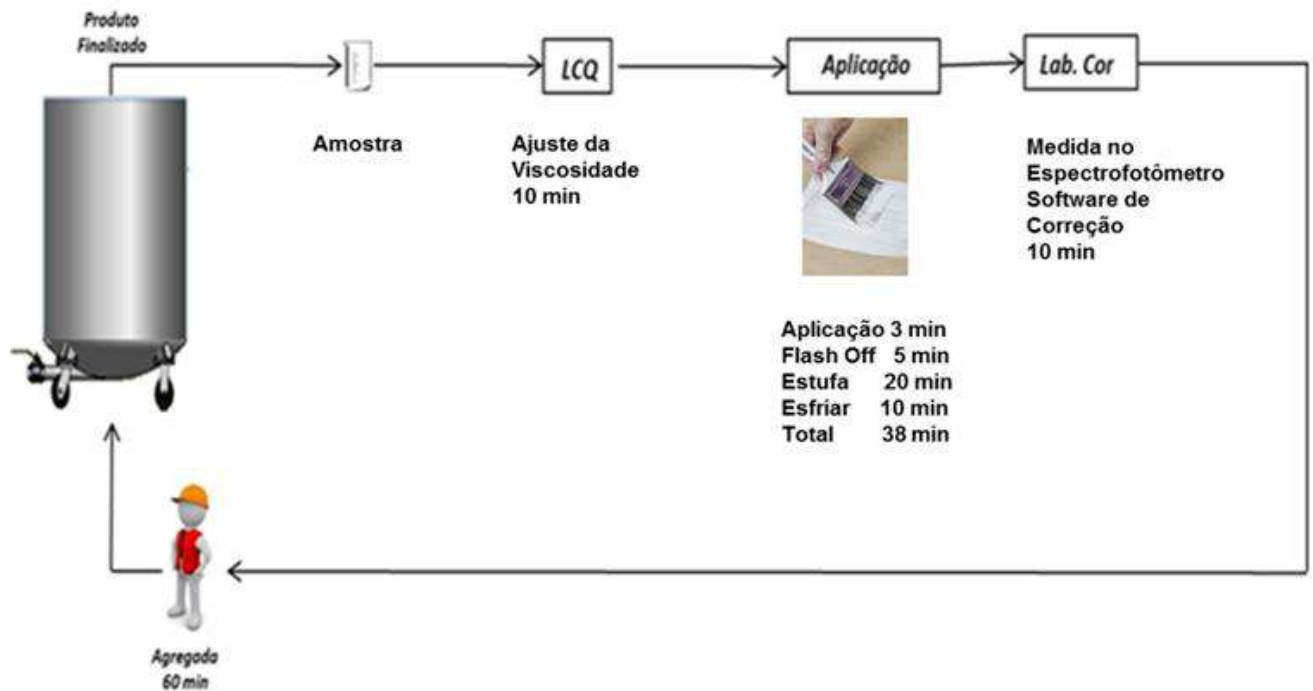 Produto
Finalizado
LCQ
Aplicação
Lab. Cor
Amostra
Ajuste da
Viscosidade
10 min
Medida no
Espectrofotômetro
Software de
Correção
10 min
Aplicação 3 min
Flash Off 5 min
Estufa 20 min
Esfriar 10 min
Total 38 min
Agregada
60 min